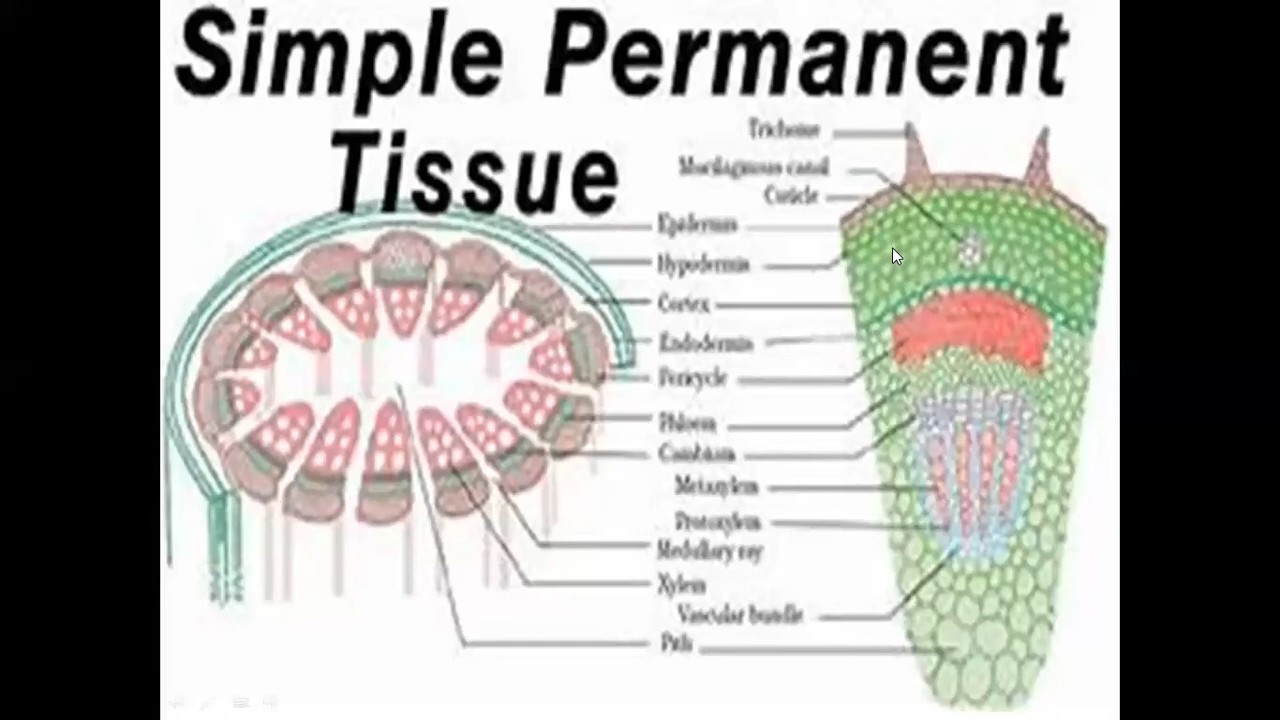 Simple Permanent
Tissue
Trichome
Mucilaginous canal
Cuticle
Epidermis
Hypodermis
Cortex
Endodermis
Pericycle
Phloem
Cambium
Metaxylem
Protoxylem
Medullary ray
Xylem
Vascular bundle
Pith